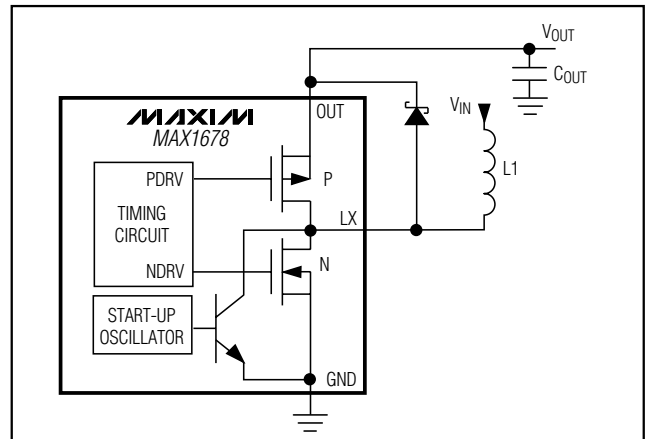 VOUT
COUT
VIN
OUT
MAXIM
MAX1678
L1
PDRV
P
TIMING
CIRCUIT
LX
NDRV
N
START-UP
OSCILLATOR
GND